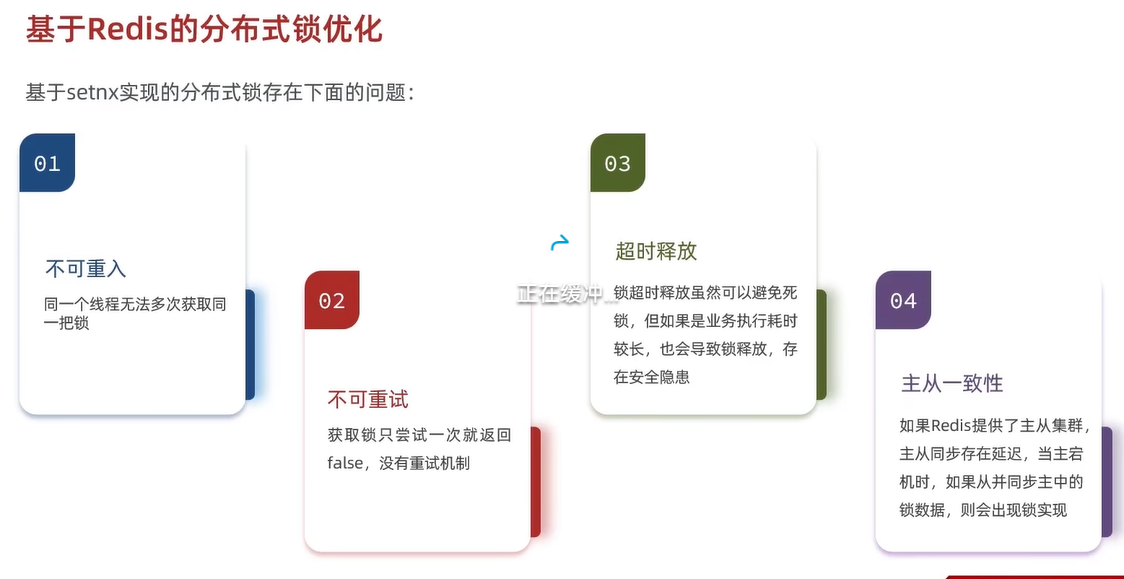 基于Redis的分布式锁优化
基于setnx实现的分布式锁存在下面的问题：
01
不可重入
同一个线程无法多次获取同
一把锁
02
不可重试
获取锁只尝试一次就返回
false，没有重试机制
03
超时释放
锁超时释放虽然可以避免死
锁，但如果是业务执行耗时
较长，也会导致锁释放，存
在安全隐患
04
主从一致性
如果Redis提供了主从集群，
主从同步存在延迟，当主宕
机时，如果从并同步主中的
锁数据，则会出现锁实现
正在缓冲...